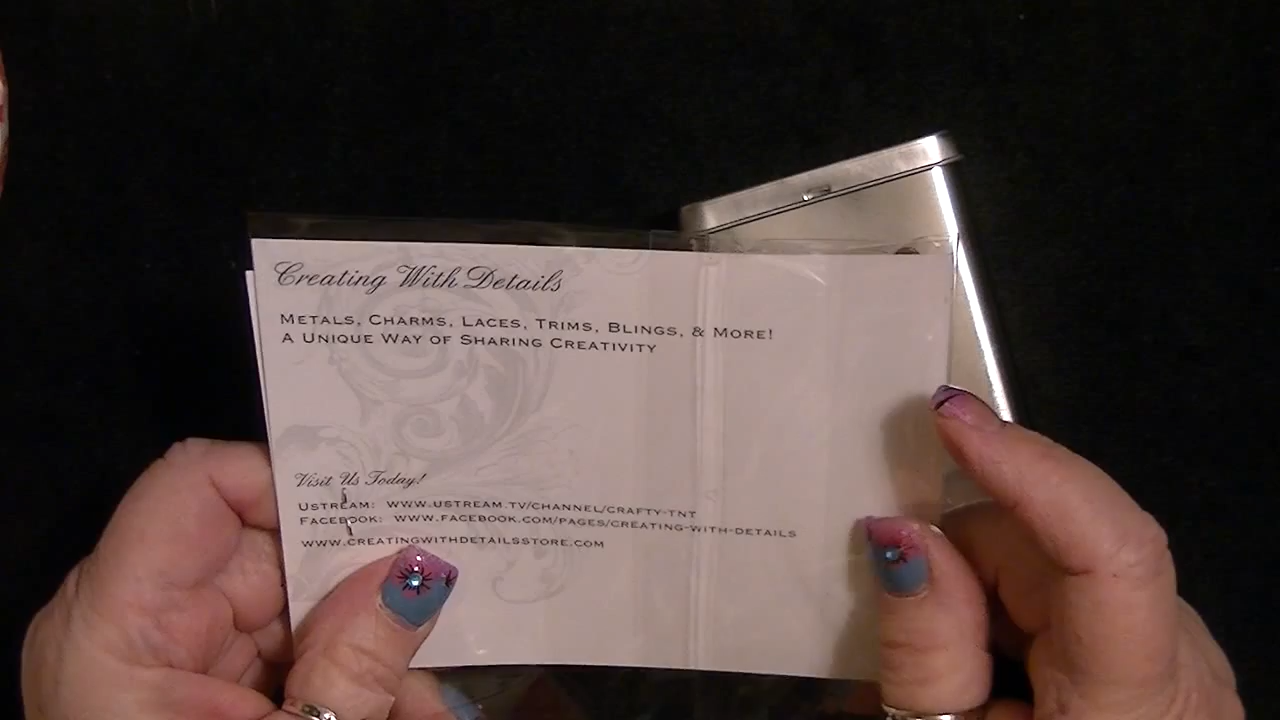 Creating With Details
Metals, Charms, Laces, Trims, Blings, & More!
A Unique Way of Sharing Creativity
Visit Us Today!
Ustream: www.ustream.tv/channel/crafty-tnt
Facebook: www.facebook.com/pages/creating-with-details
www.creatingwithdetailsstore.com